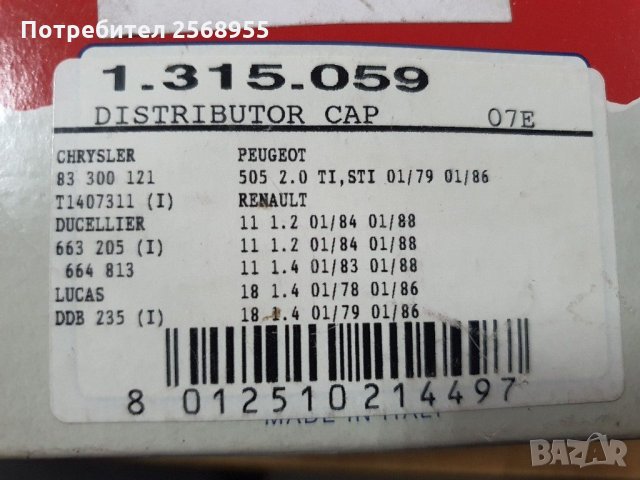 Потребител 2568955
1.315.059
DISTRIBUTOR CAP 07E
CHRYSLER PEUGEOT
83 300 121 505 2.0 TI,STI 01/79 01/86
T1407311 (I) RENAULT
DUCELLIER 11 1.2 01/84 01/88
663 205 (I) 11 1.2 01/84 01/88
664 813 11 1.4 01/83 01/88
LUCAS 18 1.4 01/78 01/86
DDB 235 (I) 18 1.4 01/79 01/86
8 012510 214497
MADE IN ITALY
bazar